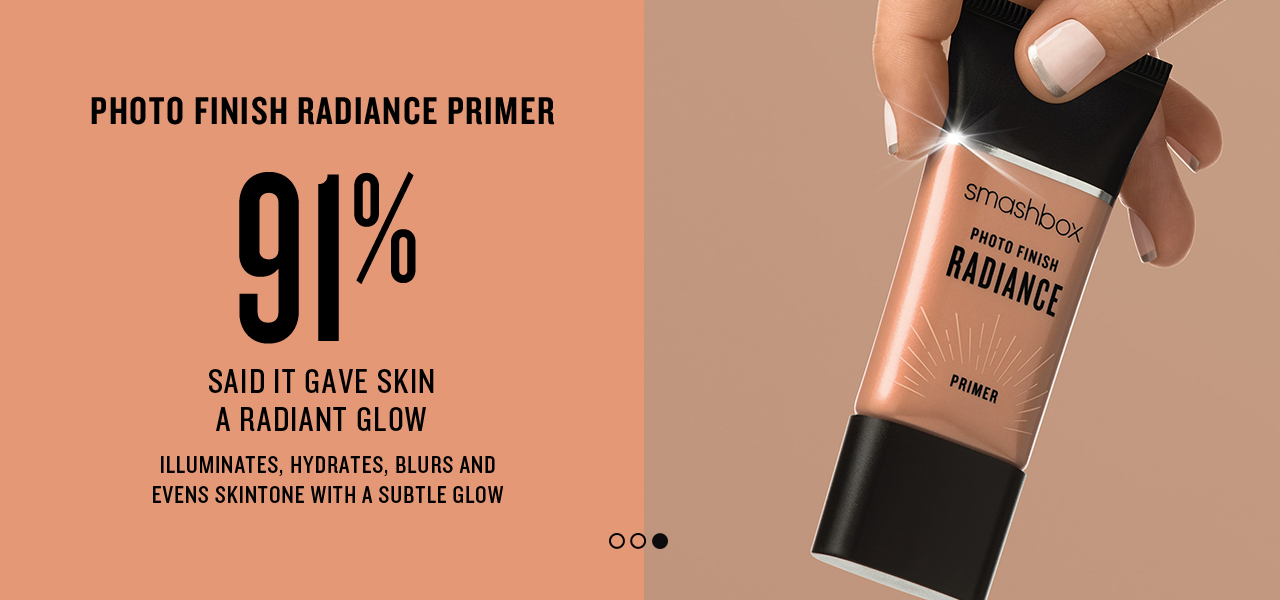 PHOTO FINISH RADIANCE PRIMER
91%
SAID IT GAVE SKIN
A RADIANT GLOW
ILLUMINATES, HYDRATES, BLURS AND
EVENS SKINTONE WITH A SUBTLE GLOW
smashbox
PHOTO FINISH
RADIANCE
PRIMER